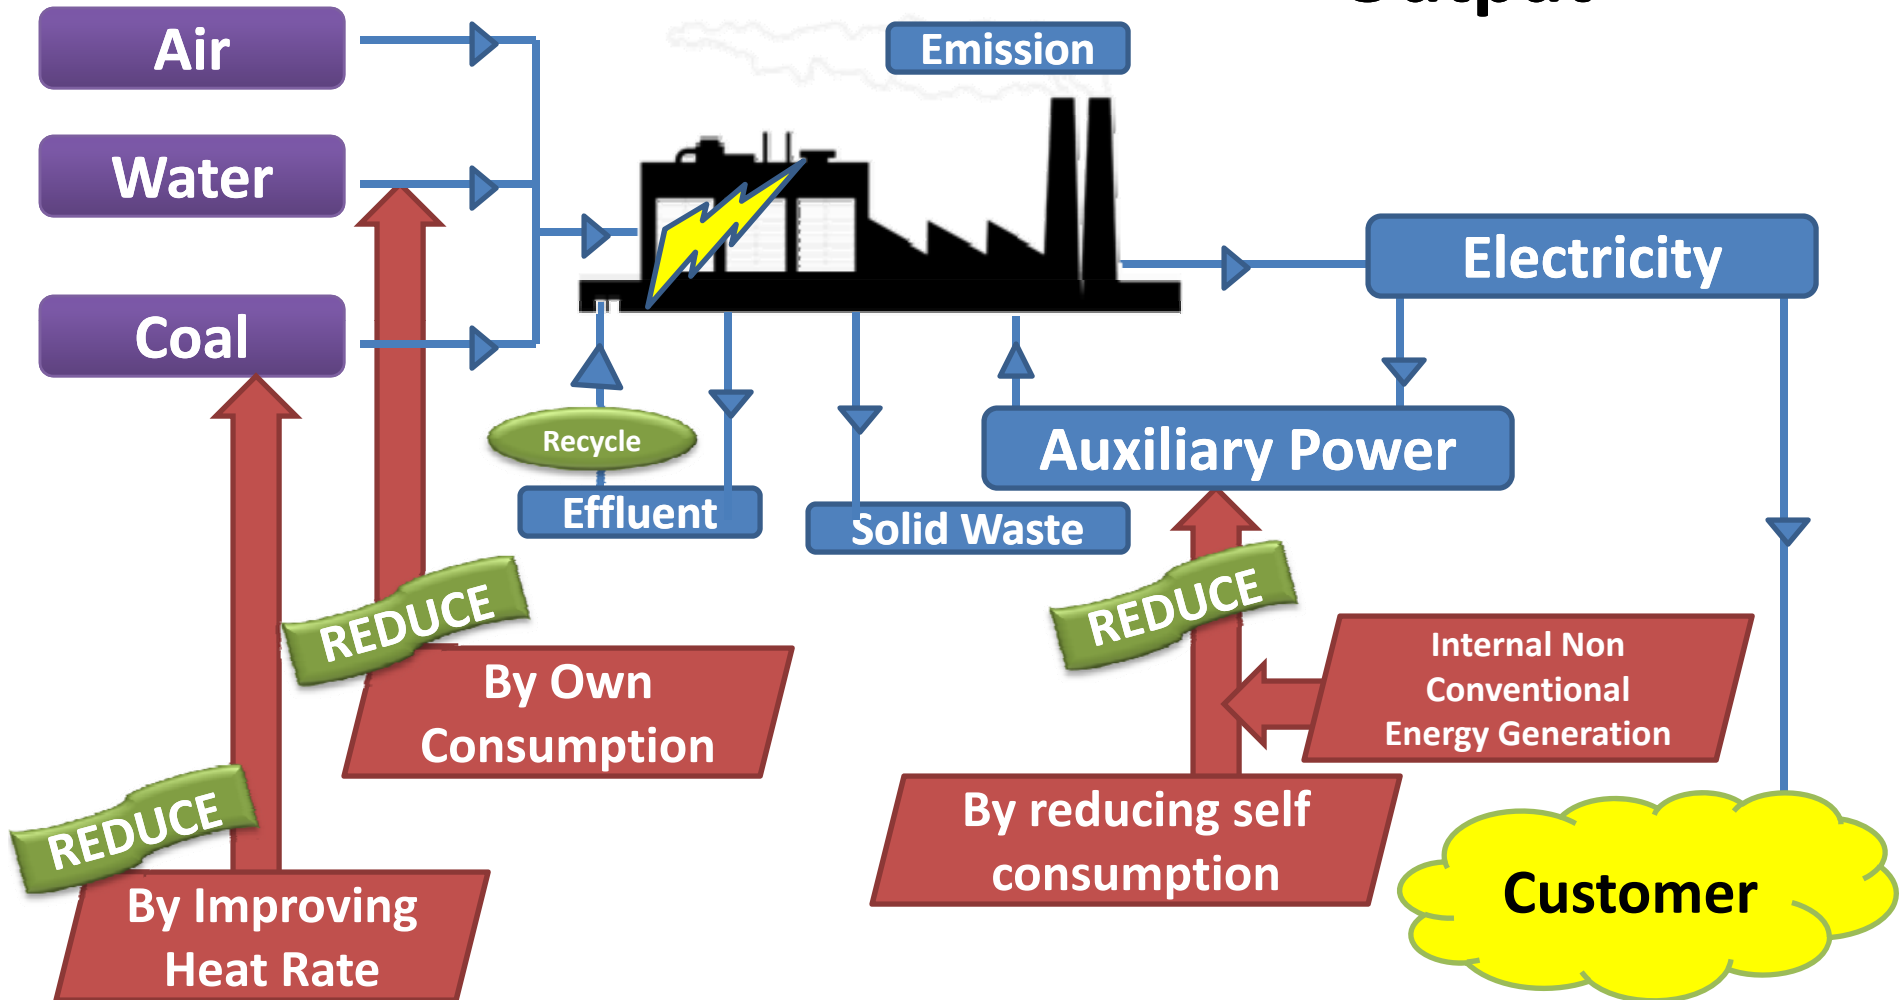 Output
Air
Emission
Water
Electricity
Coal
Recycle
Auxiliary Power
Effluent
Solid Waste
REDUCE
REDUCE
By Own
Consumption
Internal Non
Conventional
Energy Generation
REDUCE
By reducing self
consumption
Customer
By Improving
Heat Rate